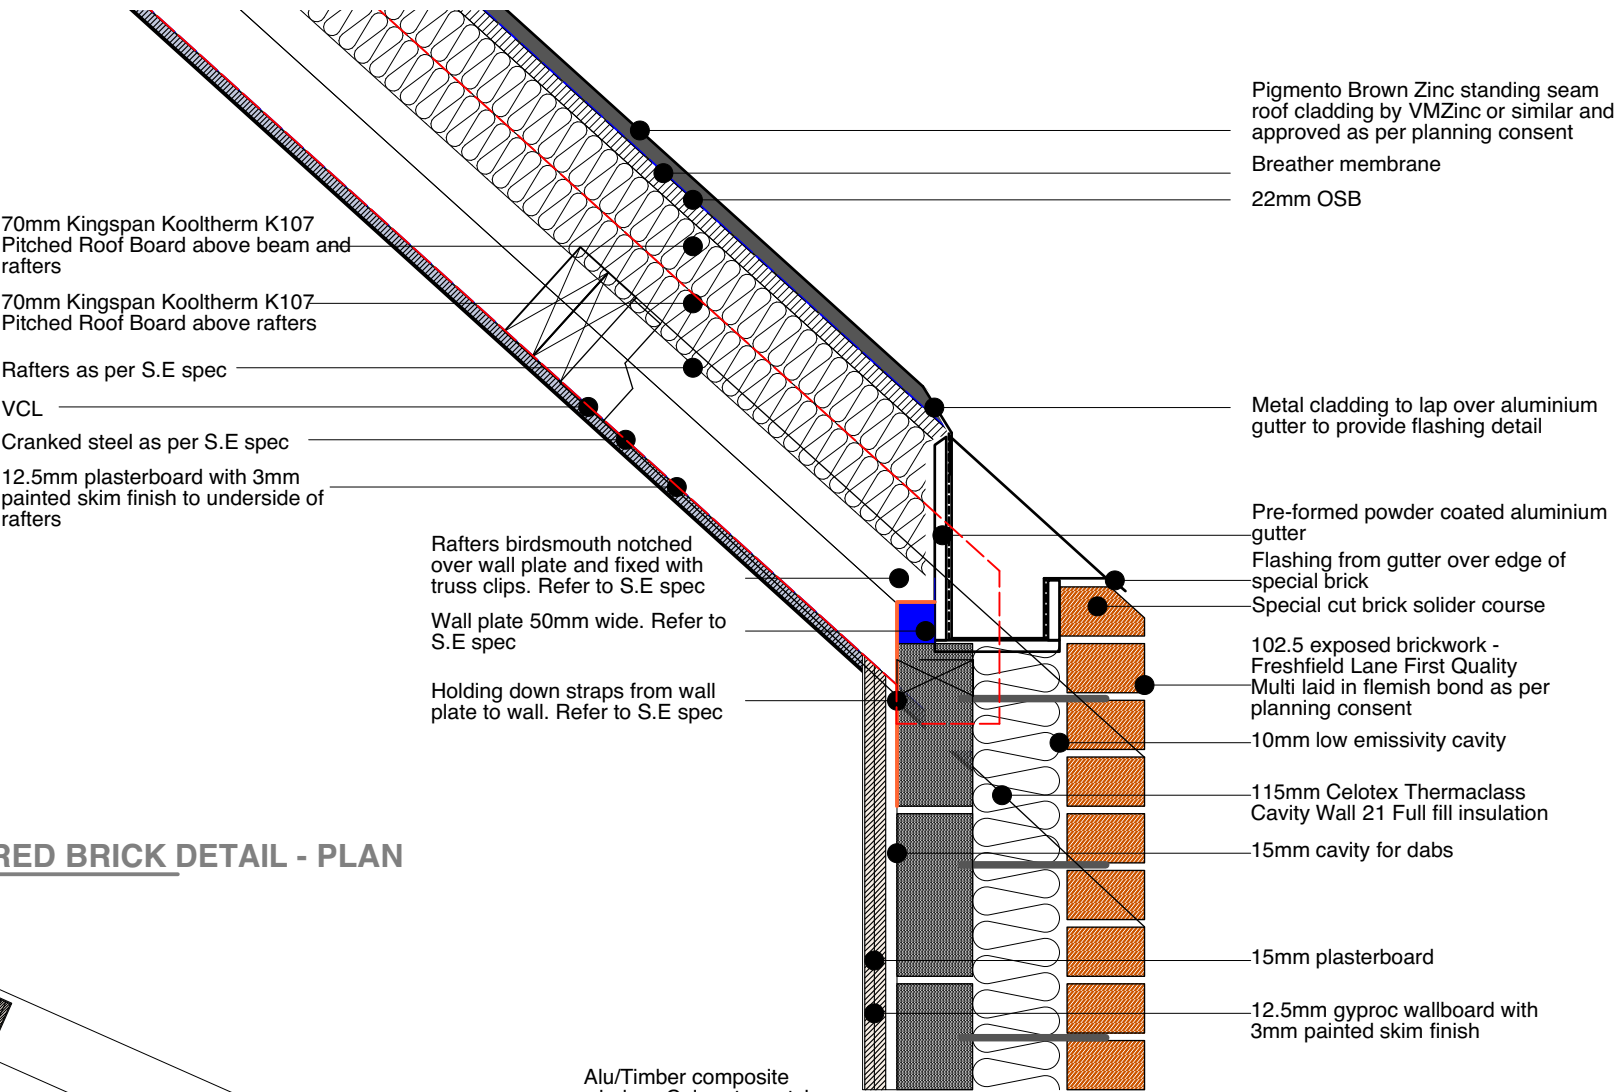 Pigmento Brown Zinc standing seam
roof cladding by VMZinc or similar and
approved as per planning consent
Breather membrane
22mm OSB
70mm Kingspan Kooltherm K107
Pitched Roof Board above beam and
rafters
70mm Kingspan Kooltherm K107
Pitched Roof Board above rafters
Rafters as per S.E spec
VCL
Cranked steel as per S.E spec
12.5mm plasterboard with 3mm
painted skim finish to underside of
rafters
Metal cladding to lap over aluminium
gutter to provide flashing detail
Pre-formed powder coated aluminium
gutter
Flashing from gutter over edge of
special brick
Special cut brick solider course
102.5 exposed brickwork -
Freshfield Lane First Quality
Multi laid in flemish bond as per
planning consent
10mm low emissivity cavity
115mm Celotex Thermaclass
Cavity Wall 21 Full fill insulation
15mm cavity for dabs
15mm plasterboard
12.5mm gyproc wallboard with
3mm painted skim finish
Rafters birdsmouth notched
over wall plate and fixed with
truss clips. Refer to S.E spec
Wall plate 50mm wide. Refer to
S.E spec
Holding down straps from wall
plate to wall. Refer to S.E spec
RED BRICK DETAIL - PLAN
Alu/Timber composite